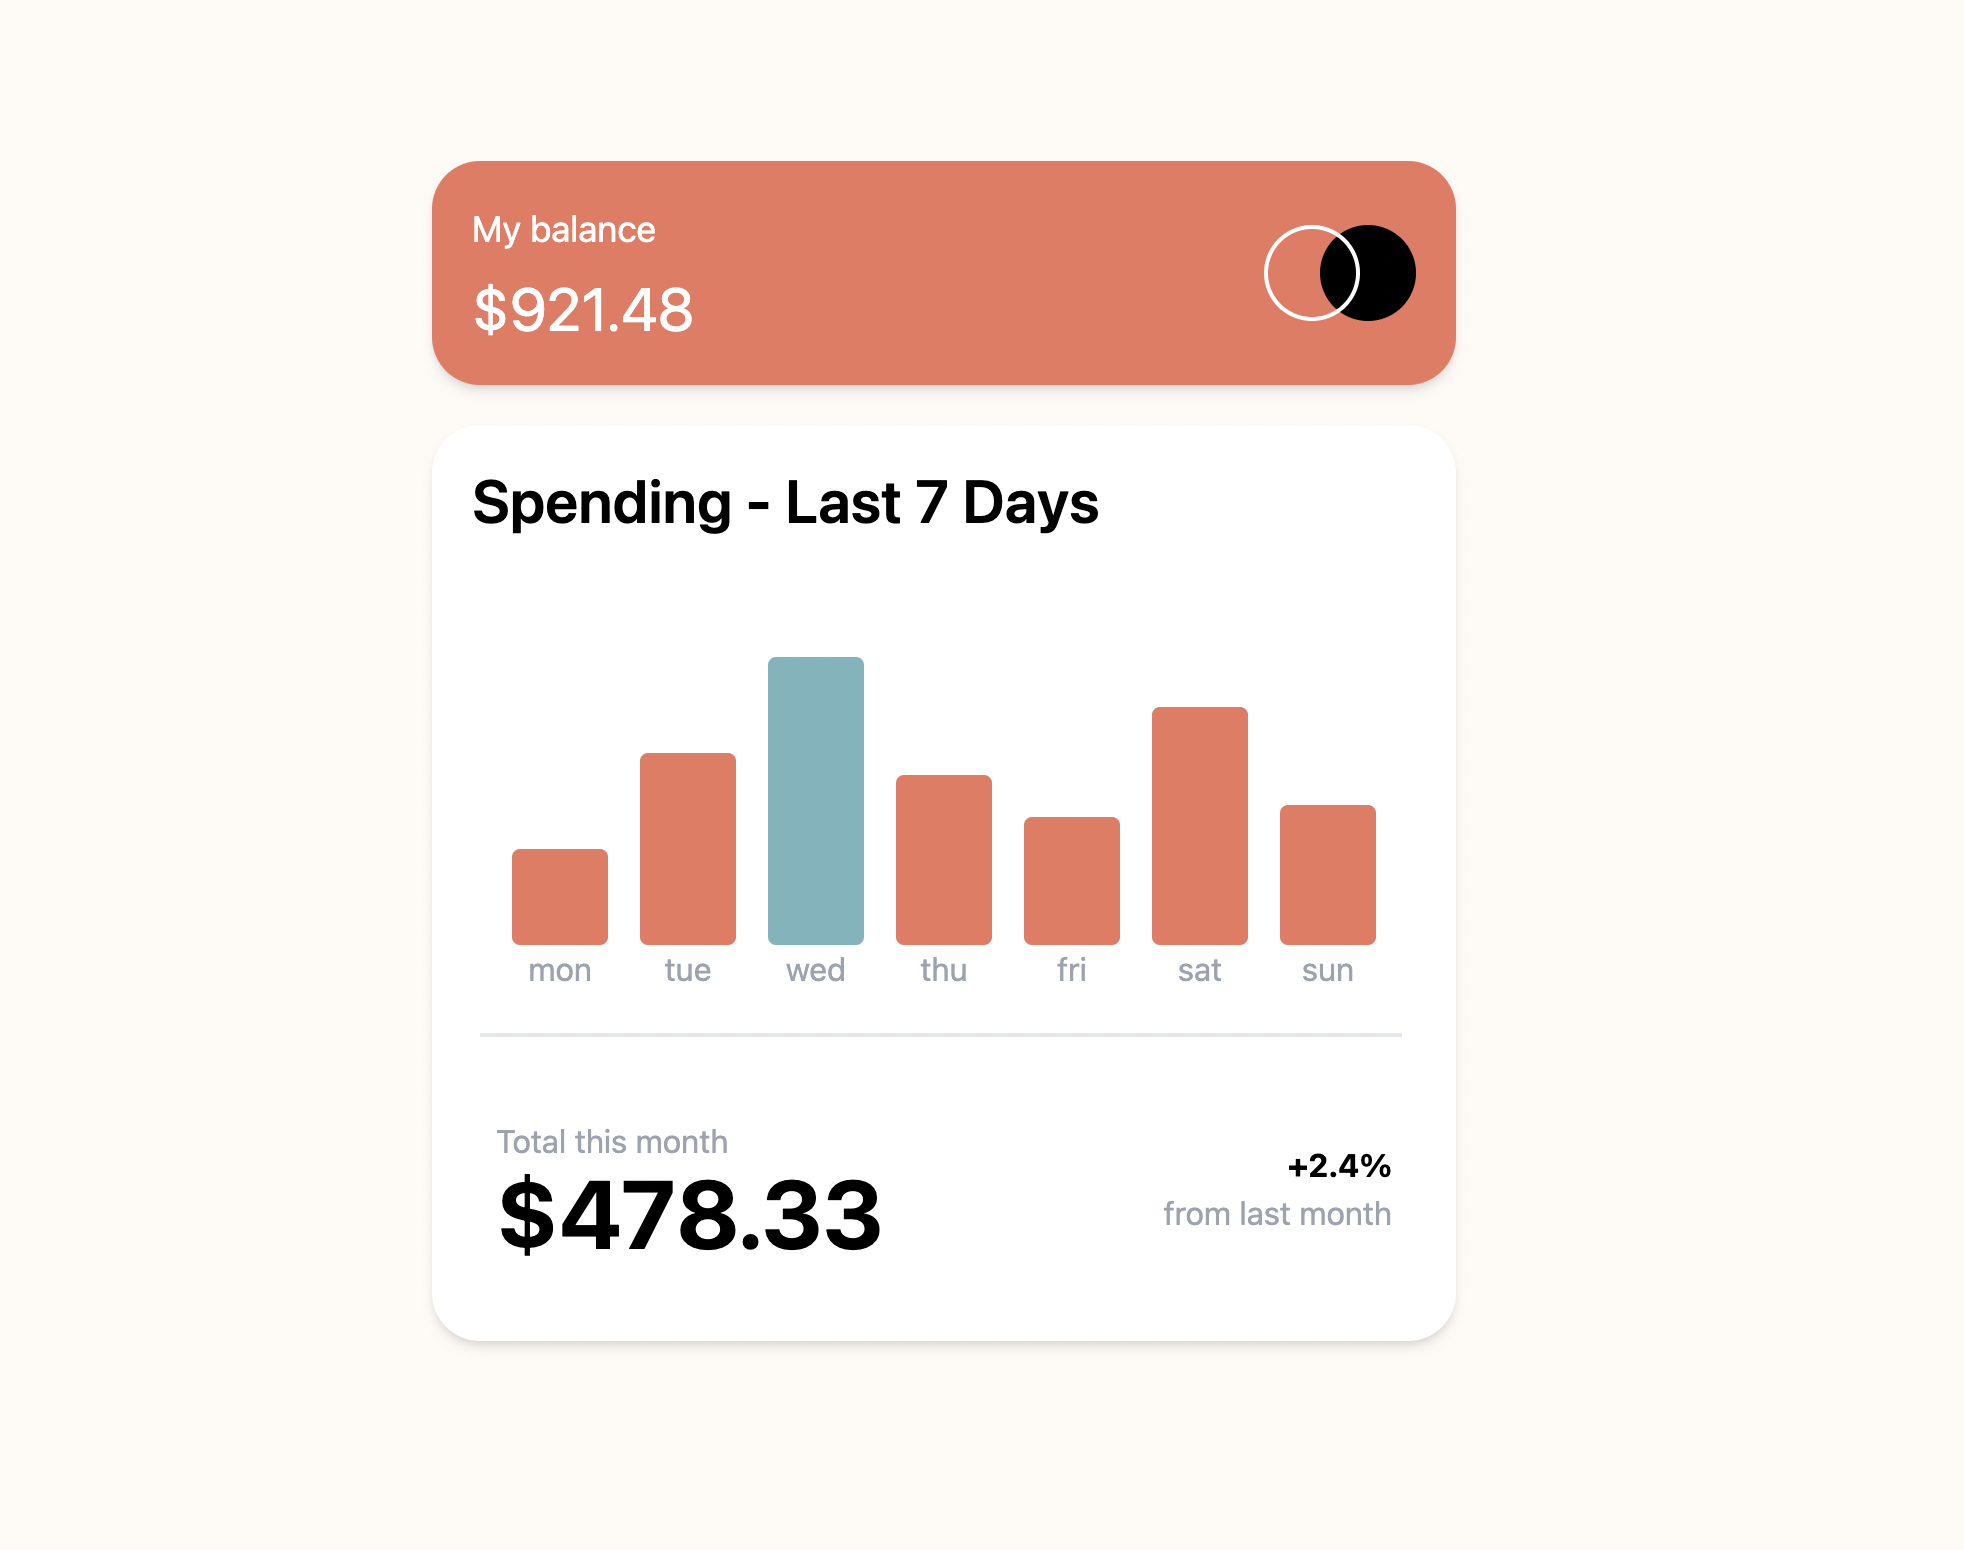 My balance
$921.48
Spending - Last 7 Days
mon tue wed thu fri sat sun
Total this month
$478.33
+2.4%
from last month